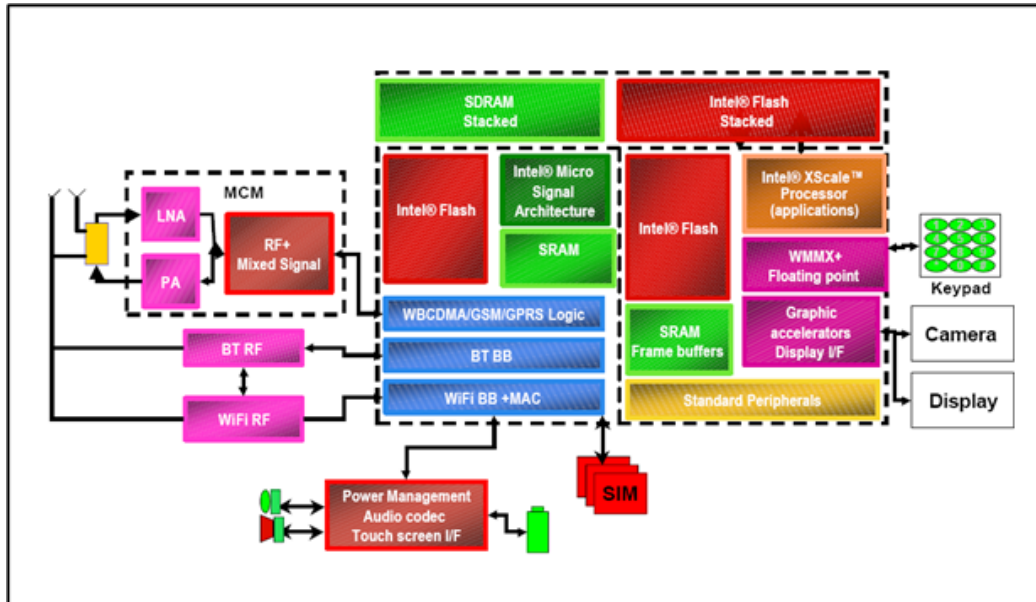 SDRAM
Stacked
Intel® Flash
Stacked
MCM
LNA
PA
RF+
Mixed Signal
Intel® Flash
Intel® Micro
Signal
Architecture
SRAM
Intel® Flash
Intel® XScale™
Processor
(applications)
WMMX+
Floating point
Keypad
WBCDMA/GSM/GPRS Logic
BT RF
BT BB
SRAM
Frame buffers
Graphic
accelerators
Display I/F
Camera
WiFi RF
WiFi BB +MAC
Standard Peripherals
Display
Power Management
Audio codec
Touch screen I/F
SIM